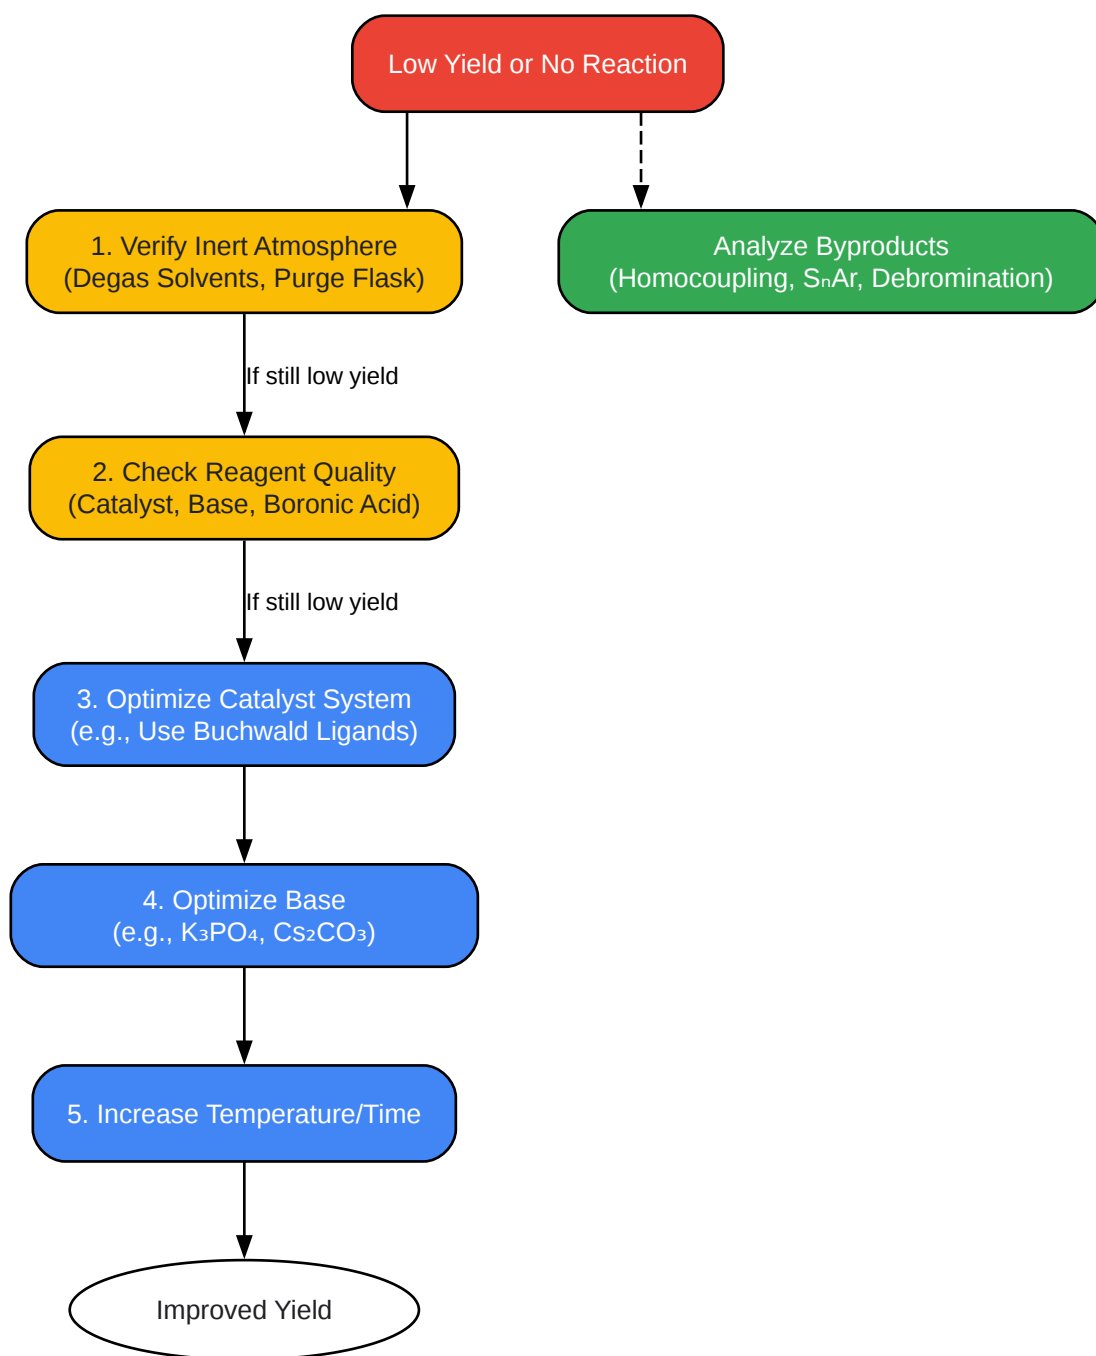 Low Yield or No Reaction
1. Verify Inert Atmosphere
(Degas Solvents, Purge Flask)
Analyze Byproducts
(Homocoupling, SₙAr, Debromination)
If still low yield
2. Check Reagent Quality
(Catalyst, Base, Boronic Acid)
If still low yield
3. Optimize Catalyst System
(e.g., Use Buchwald Ligands)
4. Optimize Base
(e.g., K₃PO₄, Cs₂CO₃)
5. Increase Temperature/Time
Improved Yield